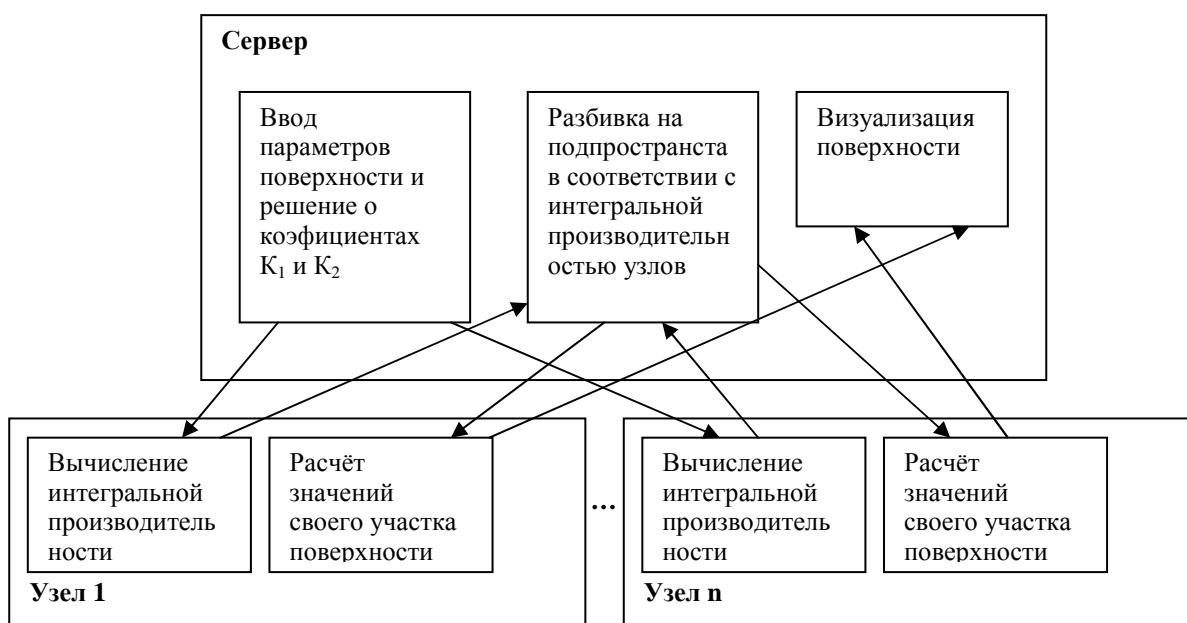 Сервер
Ввод
параметров
поверхности и
решение о
коэфициентах
К₁ и К₂
Разбивка на
подпространста
в соответствии с
интегральной
производительн
остью узлов
Визуализация
поверхности
Вычисление
интегральной
производитель
ности
Расчёт
значений
своего участка
поверхности
Узел 1
...
Вычисление
интегральной
производитель
ности
Расчёт
значений
своего участка
поверхности
Узел n